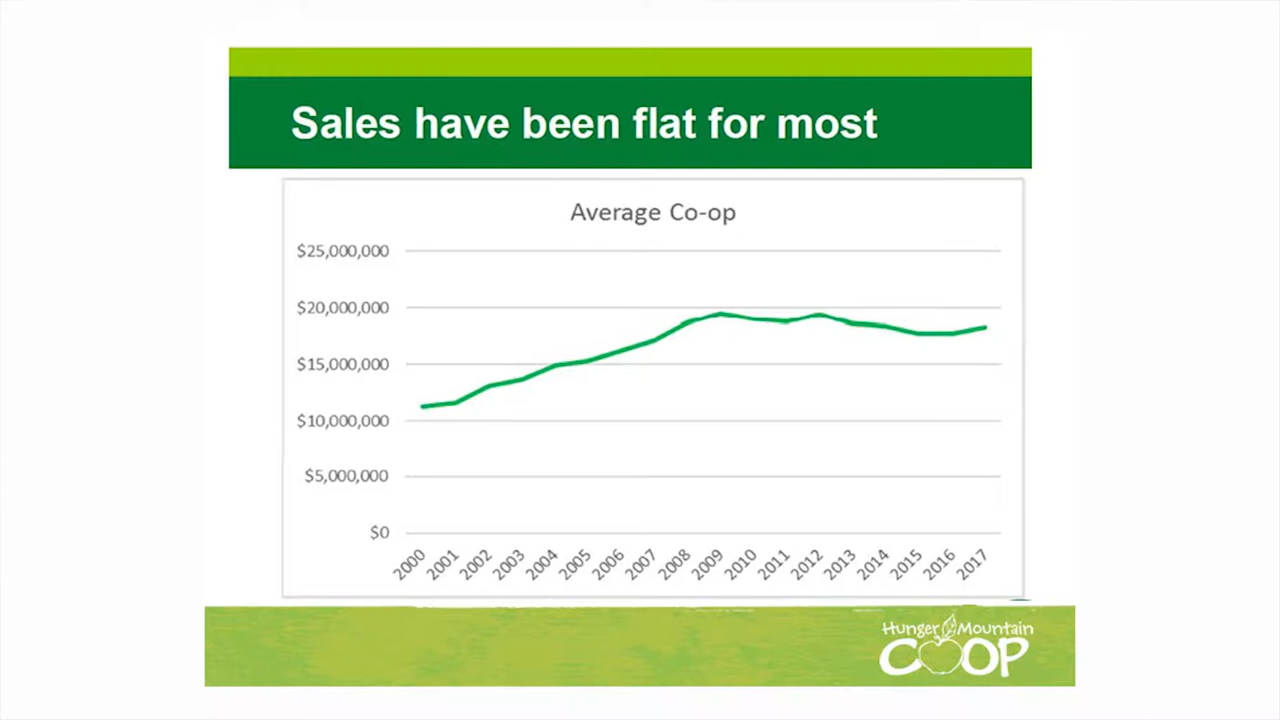 Sales have been flat for most
Average Co-op
$25,000,000
$20,000,000
$15,000,000
$10,000,000
$5,000,000
$0
2000 2001 2002 2003 2004 2005 2006 2007 2008 2009 2010 2011 2012 2013 2014 2015 2016 2017
Hunger Mountain
COOP